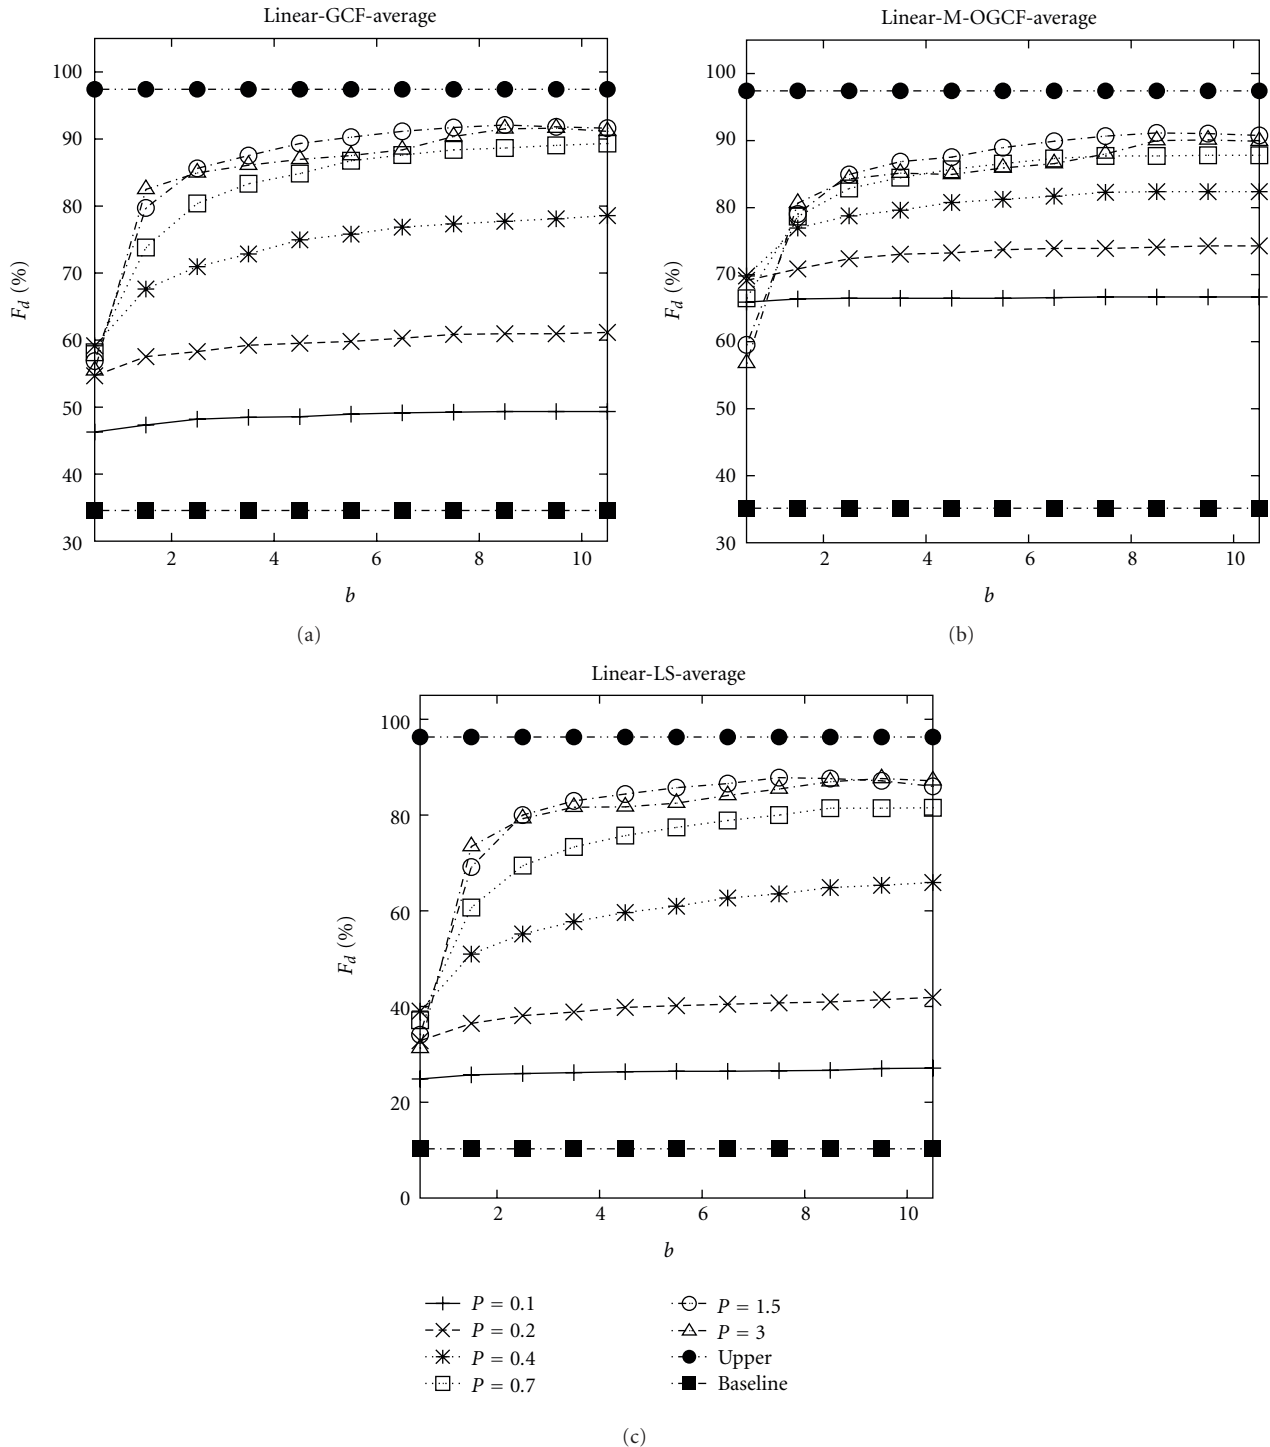 Linear-GCF-average
100
90
80
70
60
50
40
30
F_d (%)
2 4 6 8 10
b
(a)
Linear-M-OGCF-average
100
90
80
70
60
50
40
30
F_d (%)
2 4 6 8 10
b
(b)
Linear-LS-average
100
80
60
40
20
0
F_d (%)
2 4 6 8 10
b
P = 0.1
P = 0.2
P = 0.4
P = 0.7
P = 1.5
P = 3
Upper
Baseline
(c)